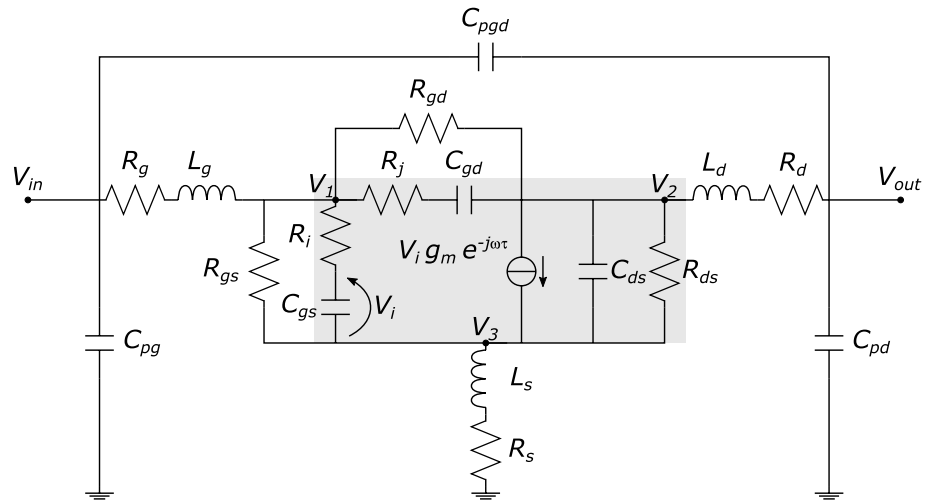 C_pgd
R_gd
R_g
L_g
R_j
C_gd
L_d
R_d
V_in
V_1
V_2
V_out
R_i
V_i g_m e^-jωτ
R_gs
C_ds
R_ds
C_gs
V_i
V_3
C_pg
C_pd
L_s
R_s